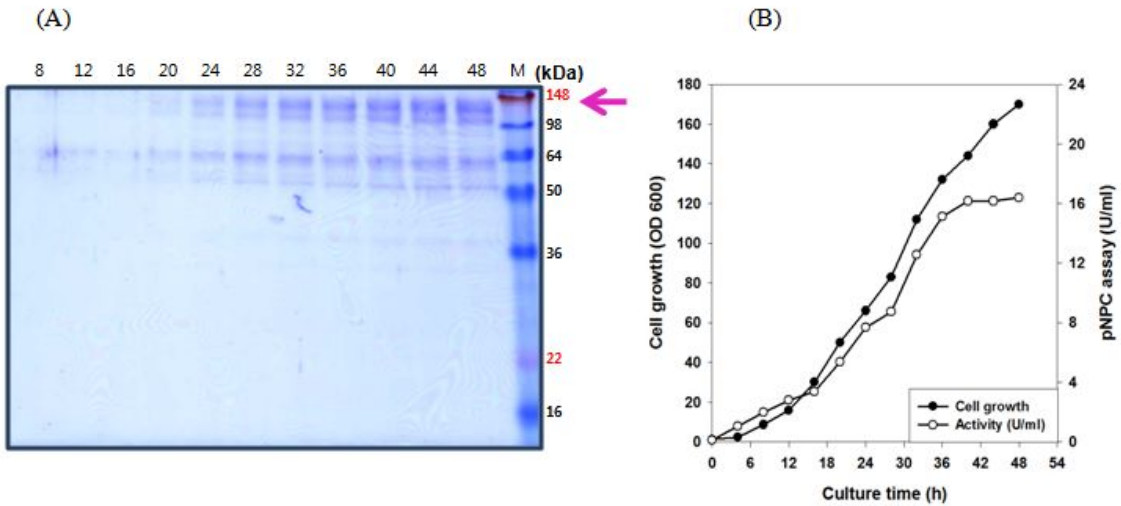 (A)
8 12 16 20 24 28 32 36 40 44 48 M (kDa)
148
98
64
50
36
22
16
(B)
180
160
140
120
100
80
60
40
20
0
Cell growth (OD 600)
24
20
16
12
8
4
0
pNPC assay (U/ml)
Cell growth
Activity (U/ml)
0 6 12 18 24 30 36 42 48 54
Culture time (h)